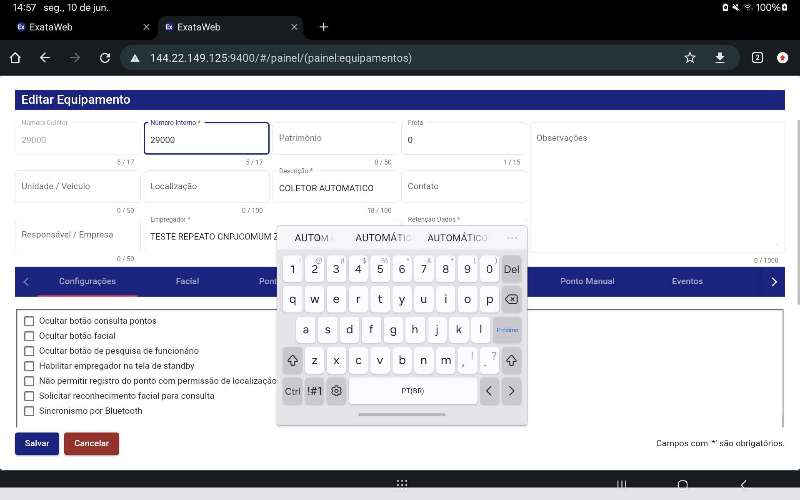 14:57 seg., 10 de jun. 100%
ExataWeb ExataWeb
144.22.149.125:9400/#/painel/(painel:equipamentos) 2
Editar Equipamento
Número Coletor Número Interno * Frota
29000 29000 Patrimônio 0 Observações
5 / 17 5 / 17 0 / 50 1 / 15
Descrição *
Unidade / Veículo Localização COLETOR AUTOMATICO Contato
0 / 50 0 / 100 18 / 100
Empregador * Retenção Dados *
Responsável / Empresa TESTE REPEATO CNPJCOMUM
0 / 50 0 / 1000
AUTOM AUTOMÁTIC AUTOMÁTICO ...
1 2 3 4 5 6 7 8 9 0 Del
Configurações Facial Pont Ponto Manual Eventos
q w e r t y u i o p
a s d f g h j k l Próximo
z x c v b n m , ! . ?
Ctrl !#1 PT(BR) < >
Ocultar botão consulta pontos
Ocultar botão facial
Ocultar botão de pesquisa de funcionário
Habilitar empregador na tela de standby
Não permitir registro do ponto com permissão de localização
Solicitar reconhecimento facial para consulta
Sincronismo por Bluetooth
Salvar Cancelar Campos com '*' são obrigatórios.